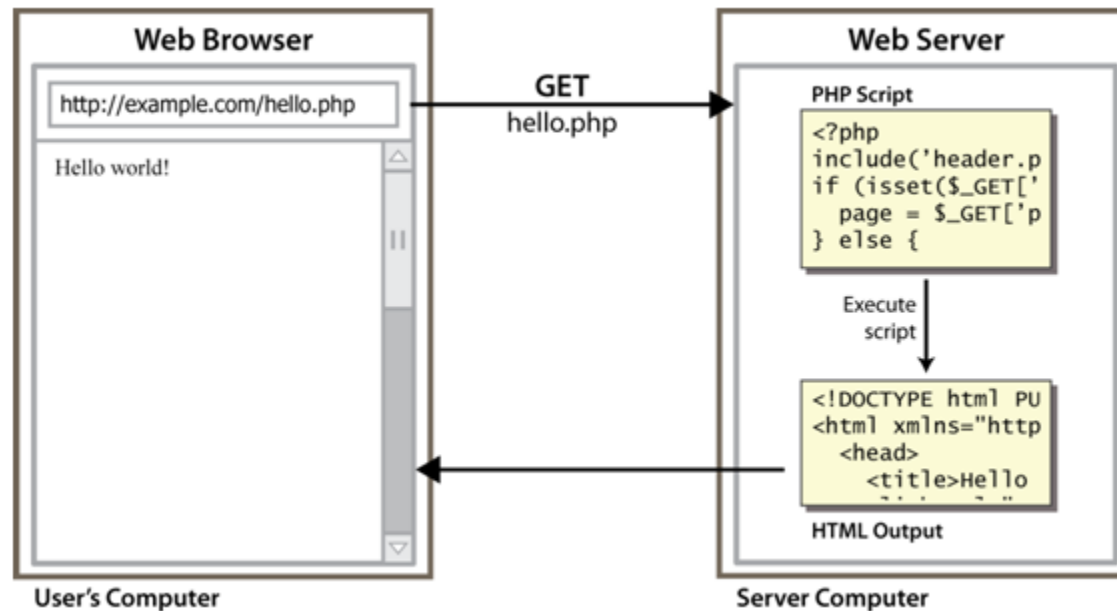 Web Browser
http://example.com/hello.php
Hello world!
User's Computer
GET
hello.php
Web Server
PHP Script
<?php
include('header.p
if (isset($_GET['
page = $_GET['p
} else {
Execute
script
<!DOCTYPE html PU
<html xmlns="http
<head>
<title>Hello
HTML Output
Server Computer